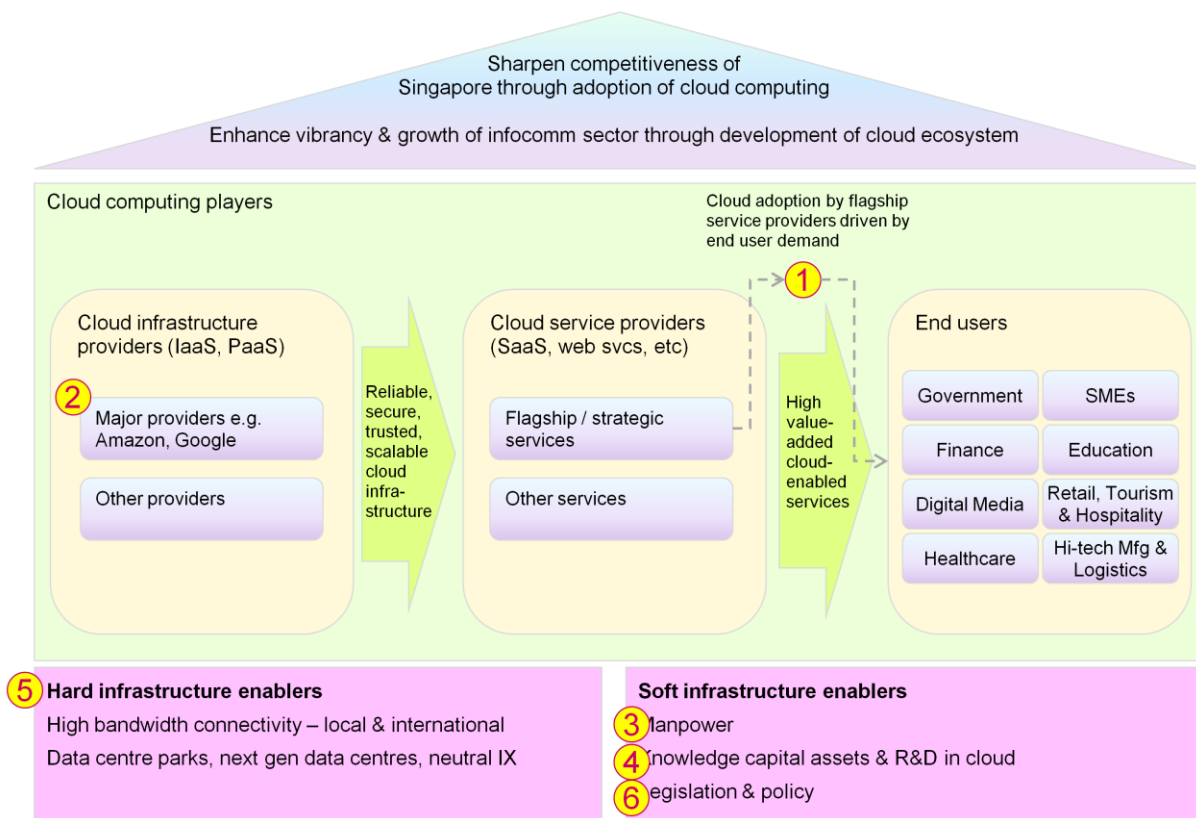 Sharpen competitiveness of
Singapore through adoption of cloud computing
Enhance vibrancy & growth of infocomm sector through development of cloud ecosystem
Cloud computing players
Cloud adoption by flagship
service providers driven by
end user demand
1
Cloud infrastructure
providers (IaaS, PaaS)
2
Major providers e.g.
Amazon, Google
Other providers
Reliable,
secure,
trusted,
scalable
cloud
infra-
structure
Cloud service providers
(SaaS, web svcs, etc)
Flagship / strategic
services
Other services
High
value-
added
cloud-
enabled
services
End users
Government
SMEs
Finance
Education
Digital Media
Retail, Tourism
& Hospitality
Healthcare
Hi-tech Mfg &
Logistics
5 Hard infrastructure enablers
High bandwidth connectivity – local & international
Data centre parks, next gen data centres, neutral IX
Soft infrastructure enablers
3 Manpower
4 Knowledge capital assets & R&D in cloud
6 Legislation & policy